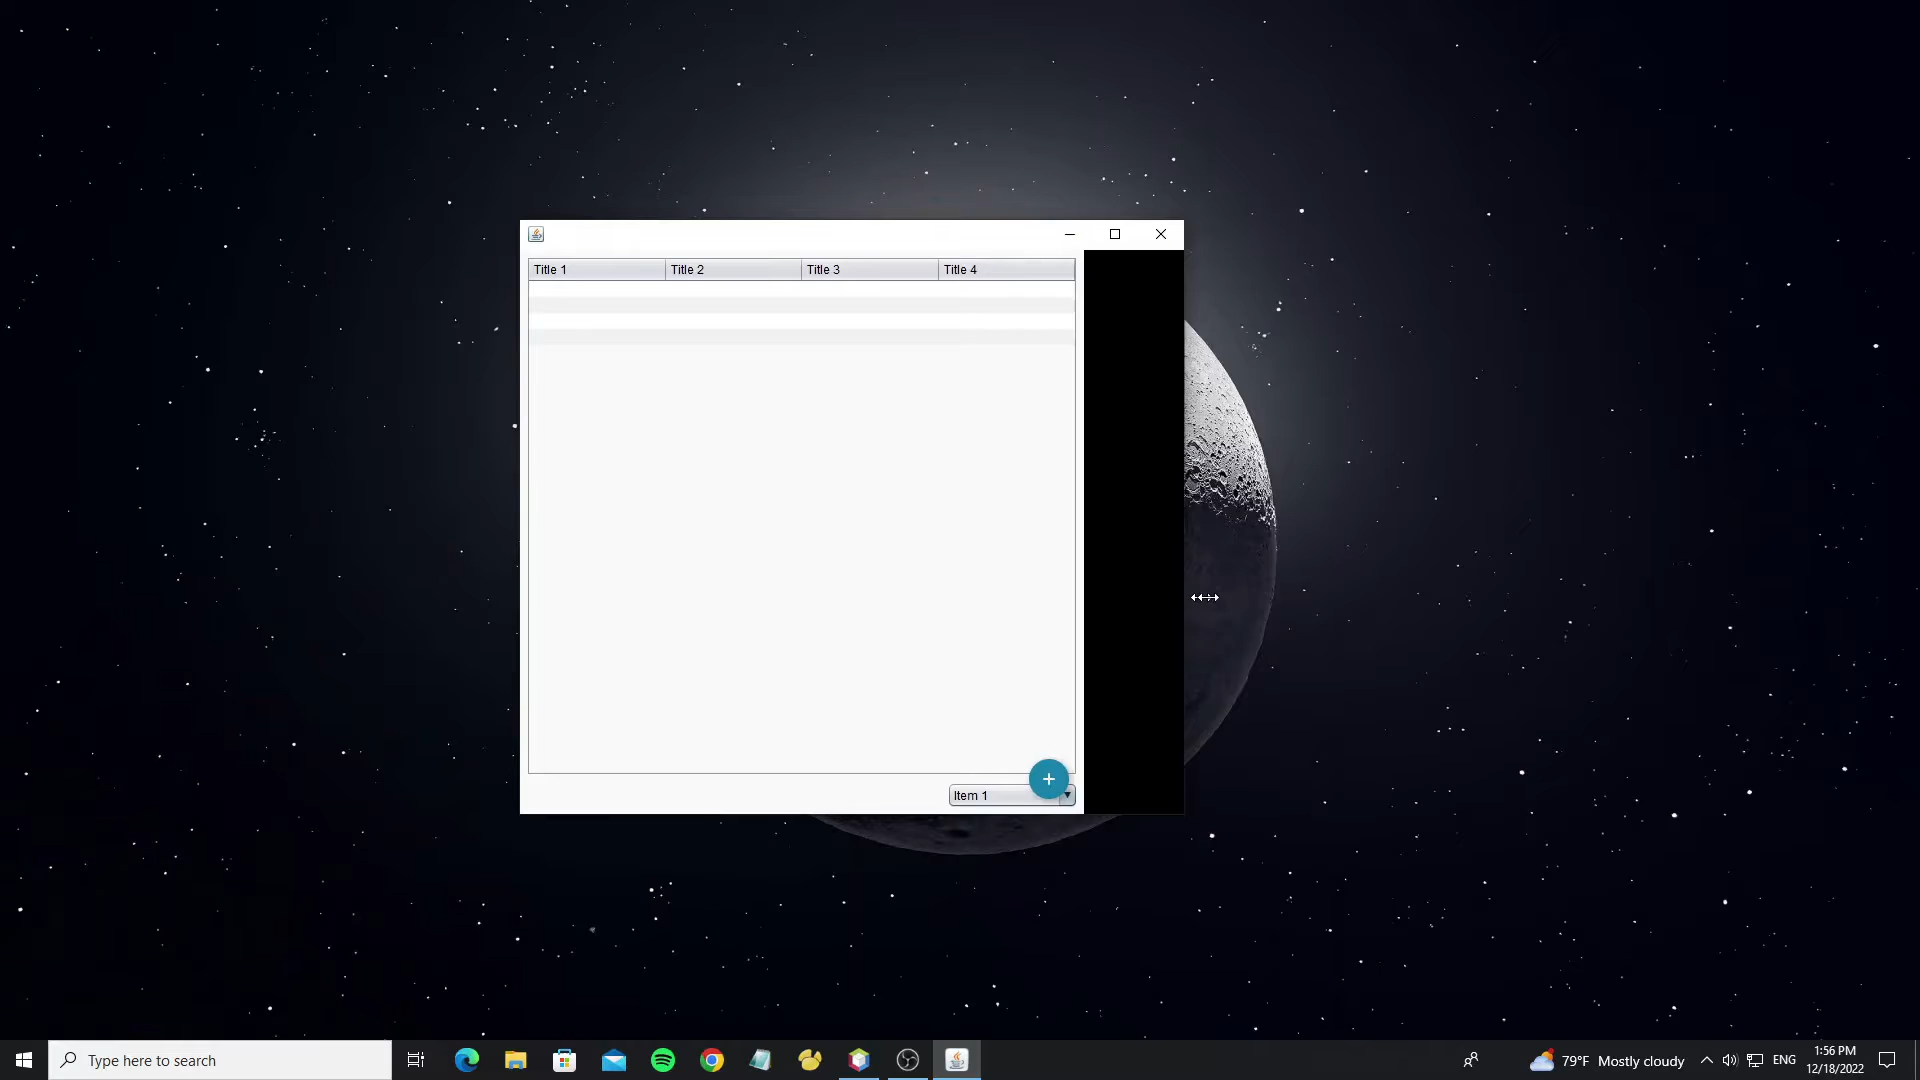 Title 1 Title 2 Title 3 Title 4
Item 1
Type here to search
79°F Mostly cloudy
ENG
1:56 PM
12/18/2022